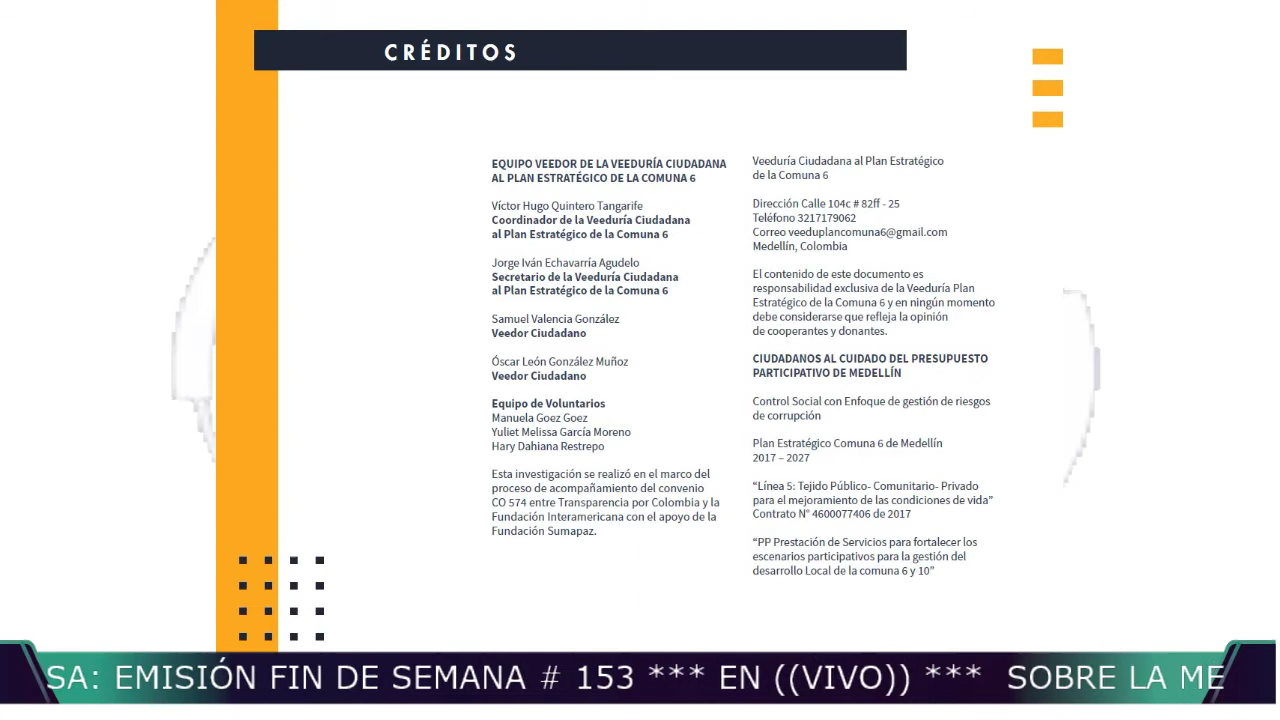 CRÉDITOS
EQUIPO VEEDOR DE LA VEEDURÍA CIUDADANA
AL PLAN ESTRATÉGICO DE LA COMUNA 6
Víctor Hugo Quintero Tangarife
Coordinador de la Veeduría Ciudadana
al Plan Estratégico de la Comuna 6
Jorge Iván Echavarría Agudelo
Secretario de la Veeduría Ciudadana
al Plan Estratégico de la Comuna 6
Samuel Valencia González
Veedor Ciudadano
Óscar León González Muñoz
Veedor Ciudadano
Equipo de Voluntarios
Manuela Goez Goez
Yuliet Melissa García Moreno
Hary Dahiana Restrepo
Esta investigación se realizó en el marco del
proceso de acompañamiento del convenio
CO 574 entre Transparencia por Colombia y la
Fundación Interamericana con el apoyo de la
Fundación Sumapaz.
Veeduría Ciudadana al Plan Estratégico
de la Comuna 6
Dirección Calle 104c # 82ff - 25
Teléfono 3217179062
Correo veeduplancomuna6@gmail.com
Medellín, Colombia
El contenido de este documento es
responsabilidad exclusiva de la Veeduría Plan
Estratégico de la Comuna 6 y en ningún momento
debe considerarse que refleja la opinión
de cooperantes y donantes.
CIUDADANOS AL CUIDADO DEL PRESUPUESTO
PARTICIPATIVO DE MEDELLÍN
Control Social con Enfoque de gestión de riesgos
de corrupción
Plan Estratégico Comuna 6 de Medellín
2017 – 2027
“Línea 5: Tejido Público- Comunitario- Privado
para el mejoramiento de las condiciones de vida”
Contrato N° 4600077406 de 2017
“PP Prestación de Servicios para fortalecer los
escenarios participativos para la gestión del
desarrollo Local de la comuna 6 y 10”
SA: EMISIÓN FIN DE SEMANA # 153 *** EN ((VIVO)) *** SOBRE LA ME